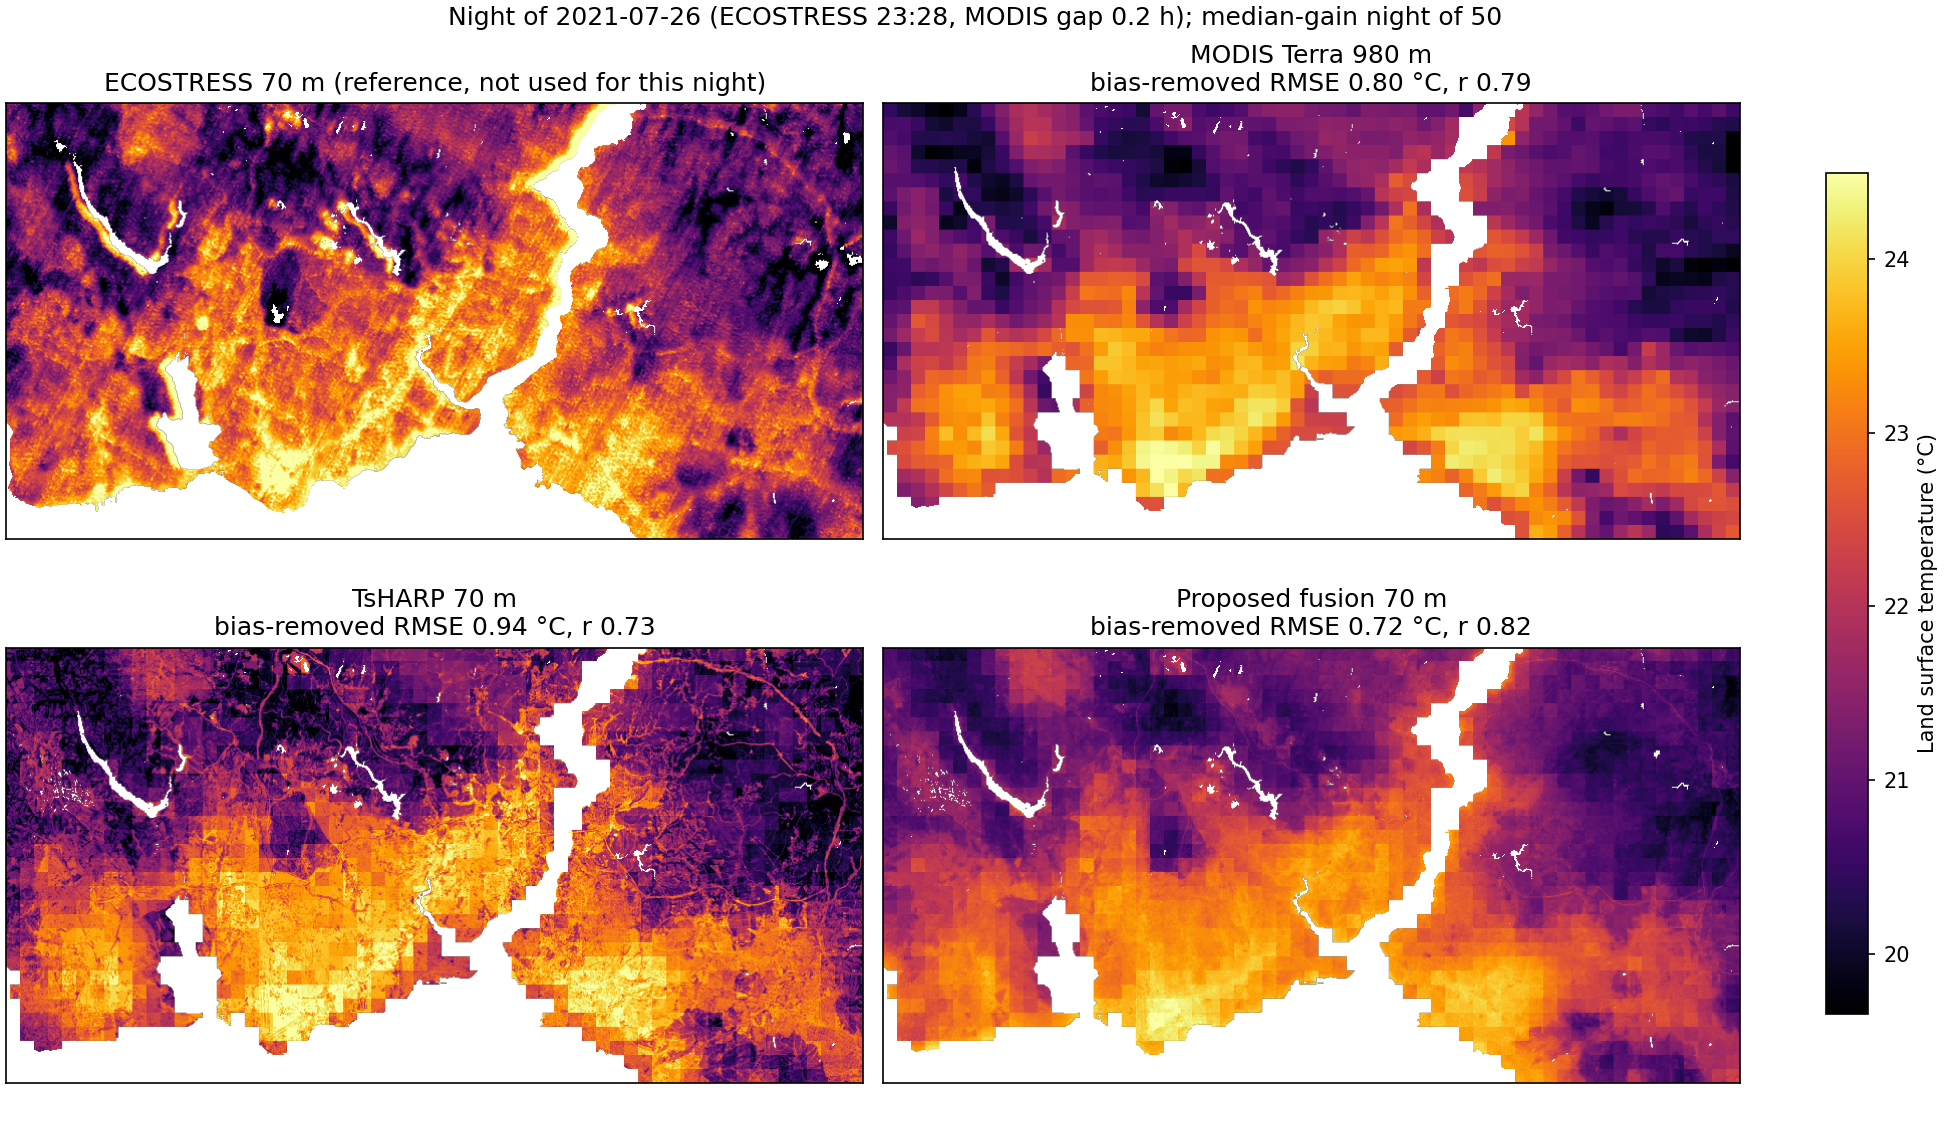 Night of 2021-07-26 (ECOSTRESS 23:28, MODIS gap 0.2 h); median-gain night of 50
ECOSTRESS 70 m (reference, not used for this night)
MODIS Terra 980 m
bias-removed RMSE 0.80 °C, r 0.79
TsHARP 70 m
bias-removed RMSE 0.94 °C, r 0.73
Proposed fusion 70 m
bias-removed RMSE 0.72 °C, r 0.82
24
23
22
21
20
Land surface temperature (°C)